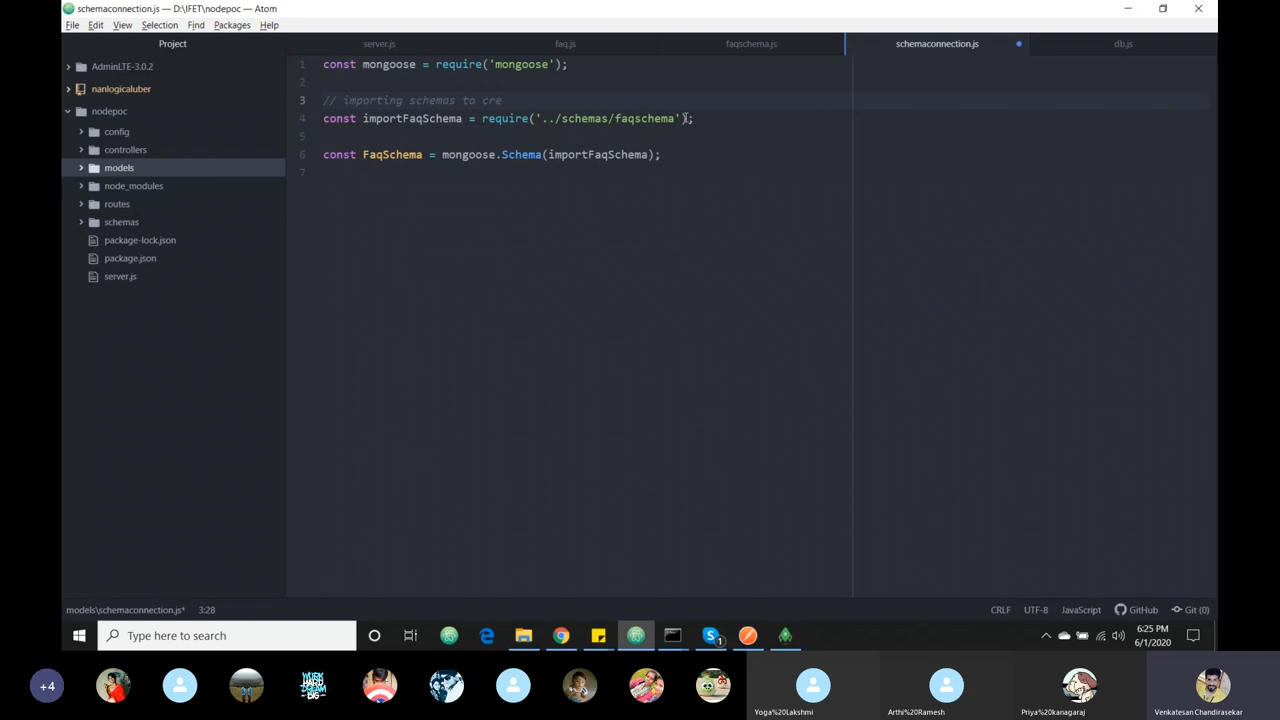 schemaconnection.js — D:\IFET\nodepoc — Atom
File Edit View Selection Find Packages Help
Project
server.js
faq.js
faqschema.js
schemaconnection.js
db.js
AdminLTE-3.0.2
nanlogicaluber
nodepoc
config
controllers
models
node_modules
routes
schemas
package-lock.json
package.json
server.js
1 const mongoose = require('mongoose');
2
3 // importing schemas to cre
4 const importFaqSchema = require('../schemas/faqschema');
5
6 const FaqSchema = mongoose.Schema(importFaqSchema);
7
models\schemaconnection.js* 3:28
CRLF UTF-8 JavaScript GitHub Git (0)
Type here to search
1
6:25 PM
6/1/2020
+4
Yoga%20Lakshmi
Arthi%20Ramesh
Priya%20kanagaraj
Venkatesan Chandirasekar